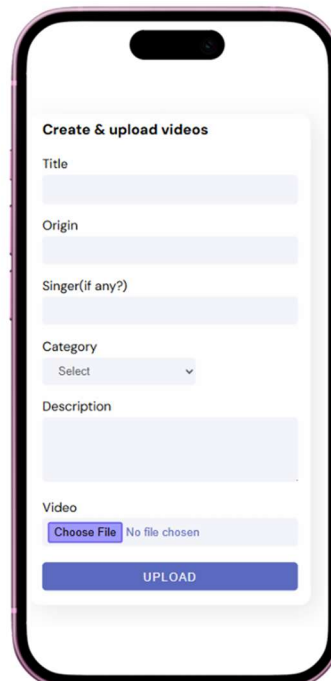 Create & upload videos
Title
Origin
Singer(if any?)
Category
Select
Description
Video
Choose File No file chosen
UPLOAD